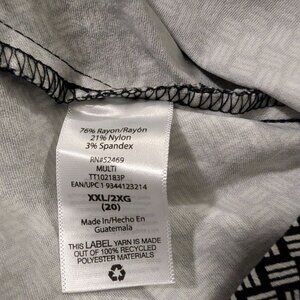 76% Rayon/Rayón
21% Nylon
3% Spandex
RN#52469
MULTI
TT102183P
EAN/UPC 1 9344123214
XXL/2XG
(20)
Made In/Hecho En
Guatemala
THIS LABEL YARN IS MADE
OUT OF 100% RECYCLED
POLYESTER MATERIALS